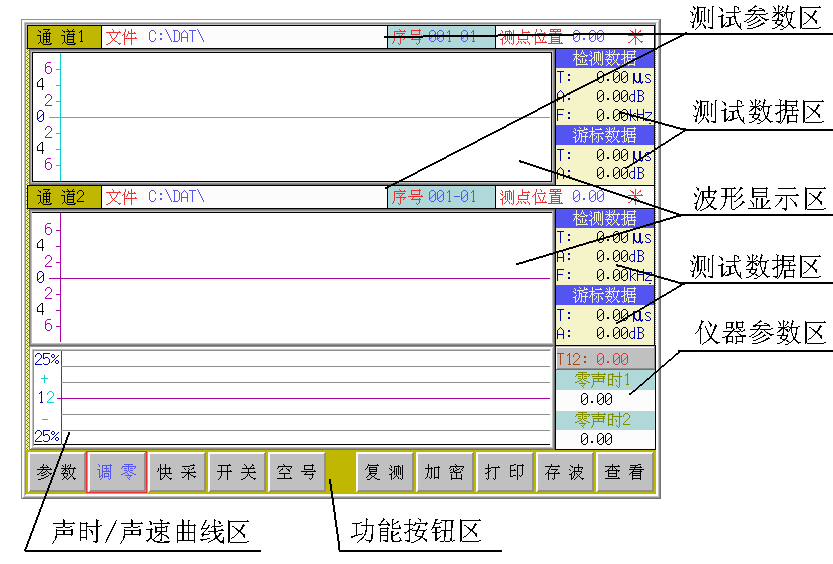 通 道1 文件 C:\DAT\ 序号 001-01 测点位置 0.00 米 测试参数区
6
4
2
0
2
4
6
检测数据
T: 0.00μs
A: 0.00dB
F: 0.00kHz
测试数据区
游标数据
T: 0.00μs
A: 0.00dB
通 道2 文件 C:\DAT\ 序号 001-01 测点位置 0.00 米 波形显示区
6
4
2
0
2
4
6
检测数据
T: 0.00μs
A: 0.00dB
F: 0.00kHz
测试数据区
游标数据
T: 0.00μs
A: 0.00dB
仪器参数区
25%
+
12
-
25%
T12: 0.00
零声时1
0.00
零声时2
0.00
参数 调零 快采 开关 空号 复测 加密 打印 存波 查看
声时/声速曲线区 功能按钮区